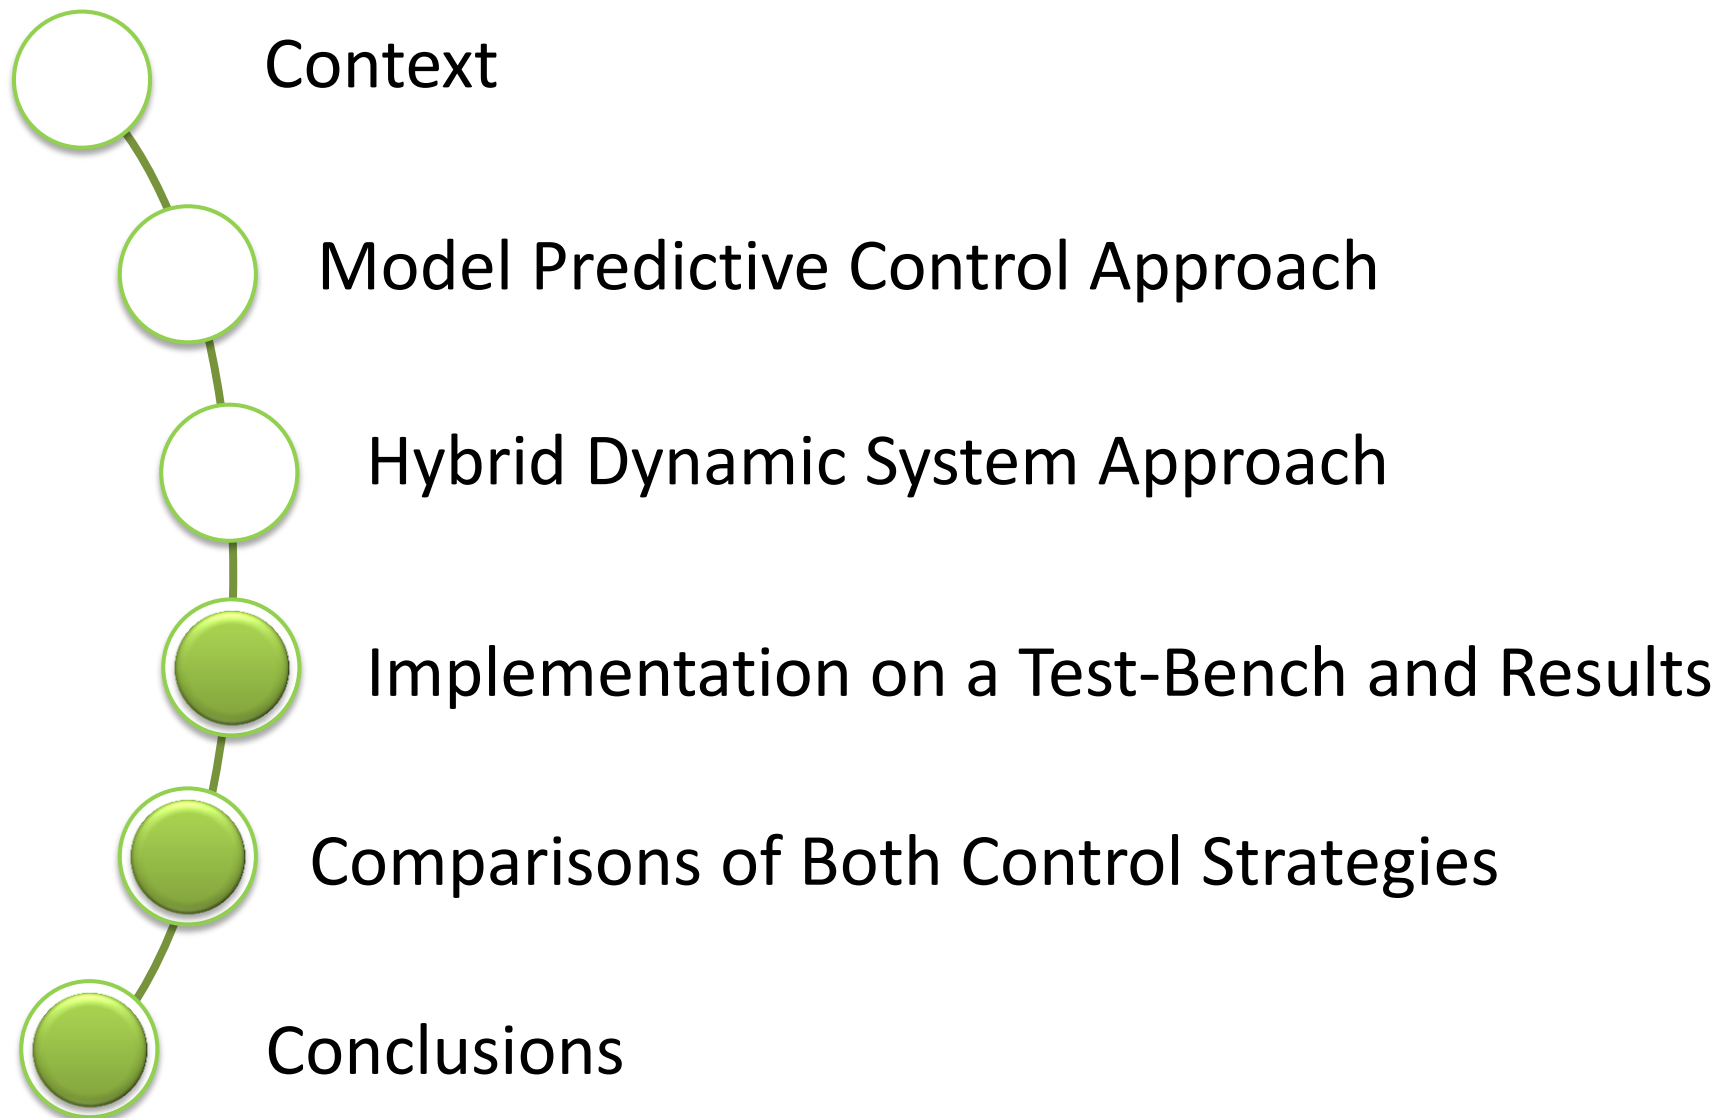 Context
Model Predictive Control Approach
Hybrid Dynamic System Approach
Implementation on a Test-Bench and Results
Comparisons of Both Control Strategies
Conclusions